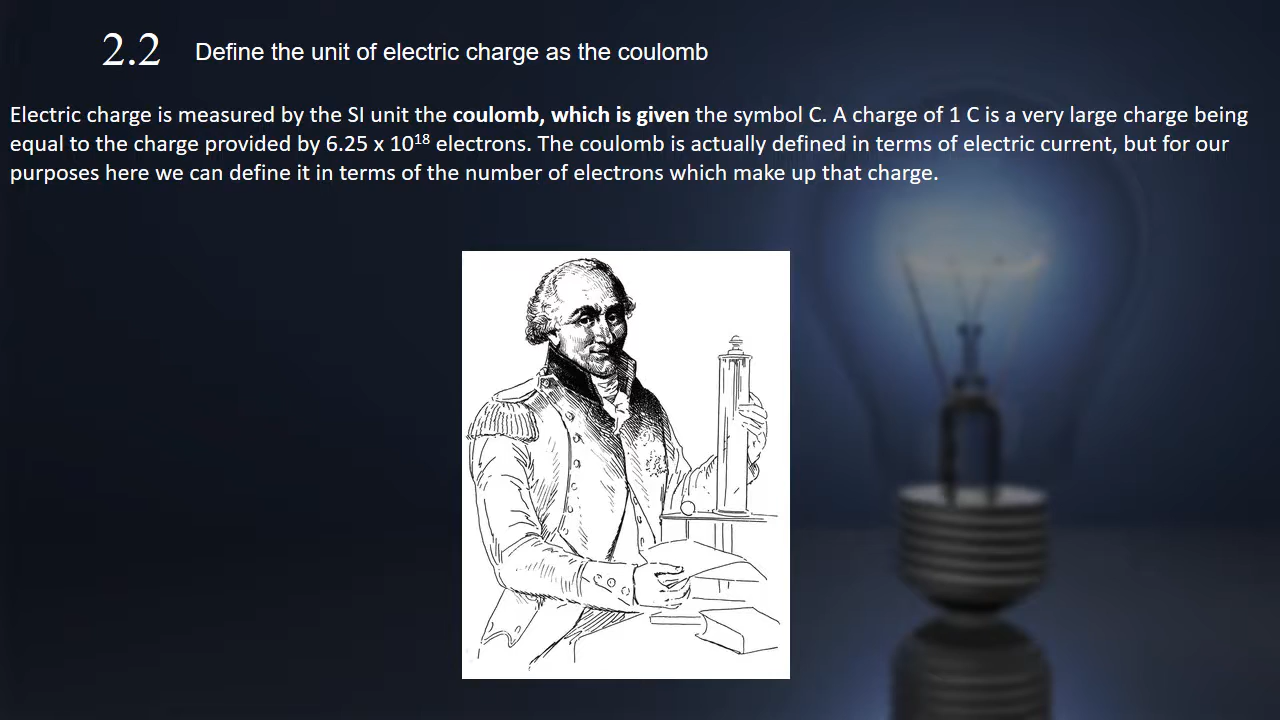 2.2 Define the unit of electric charge as the coulomb
Electric charge is measured by the SI unit the coulomb, which is given the symbol C. A charge of 1 C is a very large charge being
equal to the charge provided by 6.25 x 10¹⁸ electrons. The coulomb is actually defined in terms of electric current, but for our
purposes here we can define it in terms of the number of electrons which make up that charge.